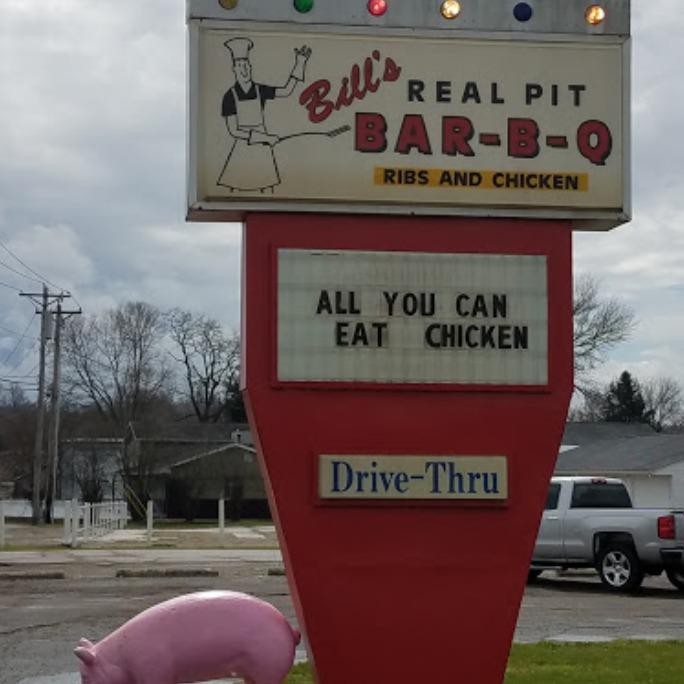 Bill's REAL PIT
BAR-B-Q
RIBS AND CHICKEN
ALL YOU CAN
EAT CHICKEN
Drive-Thru